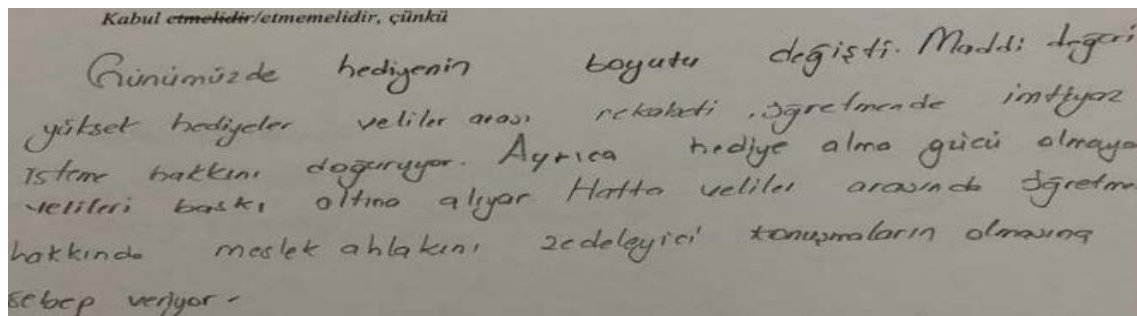 Kabul etmelidir/etmemelidir, çünkü
Günümüzde hediyenin boyutu değişti. Maddi değeri
yüksek hediyeler veliler arası rekabeti, öğretmende imtiyaz
isteme hakkını doğuruyor. Ayrıca hediye alma gücü olmaya
velileri baskı altına alıyor Hatta veliler arasında öğretme
hakkında meslek ahlakını zedeleyici konuşmaların olmasına
sebep veriyor.